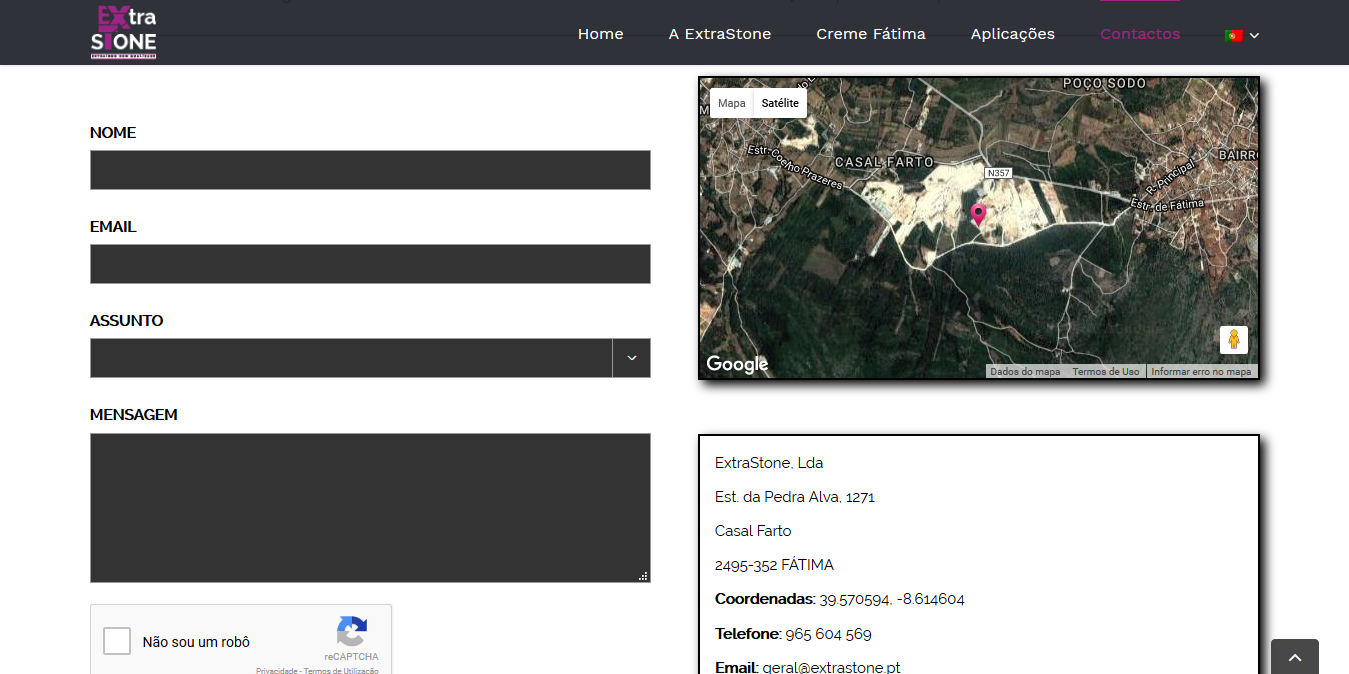 EXtra
STONE
Home
A ExtraStone
Creme Fátima
Aplicações
Contactos
NOME
EMAIL
ASSUNTO
MENSAGEM
Não sou um robô
reCAPTCHA
Privacidade - Termos de Utilização
Mapa
Satélite
POÇO SODO
CASAL FARTO
Estr. Coelho Prazeres
N357
BAIRRO
R. Principal
Estr. de Fátima
Google
Dados do mapa
Termos de Uso
Informar erro no mapa
ExtraStone, Lda
Est. da Pedra Alva, 1271
Casal Farto
2495-352 FÁTIMA
Coordenadas: 39.570594, -8.614604
Telefone: 965 604 569
Email: geral@extrastone.pt